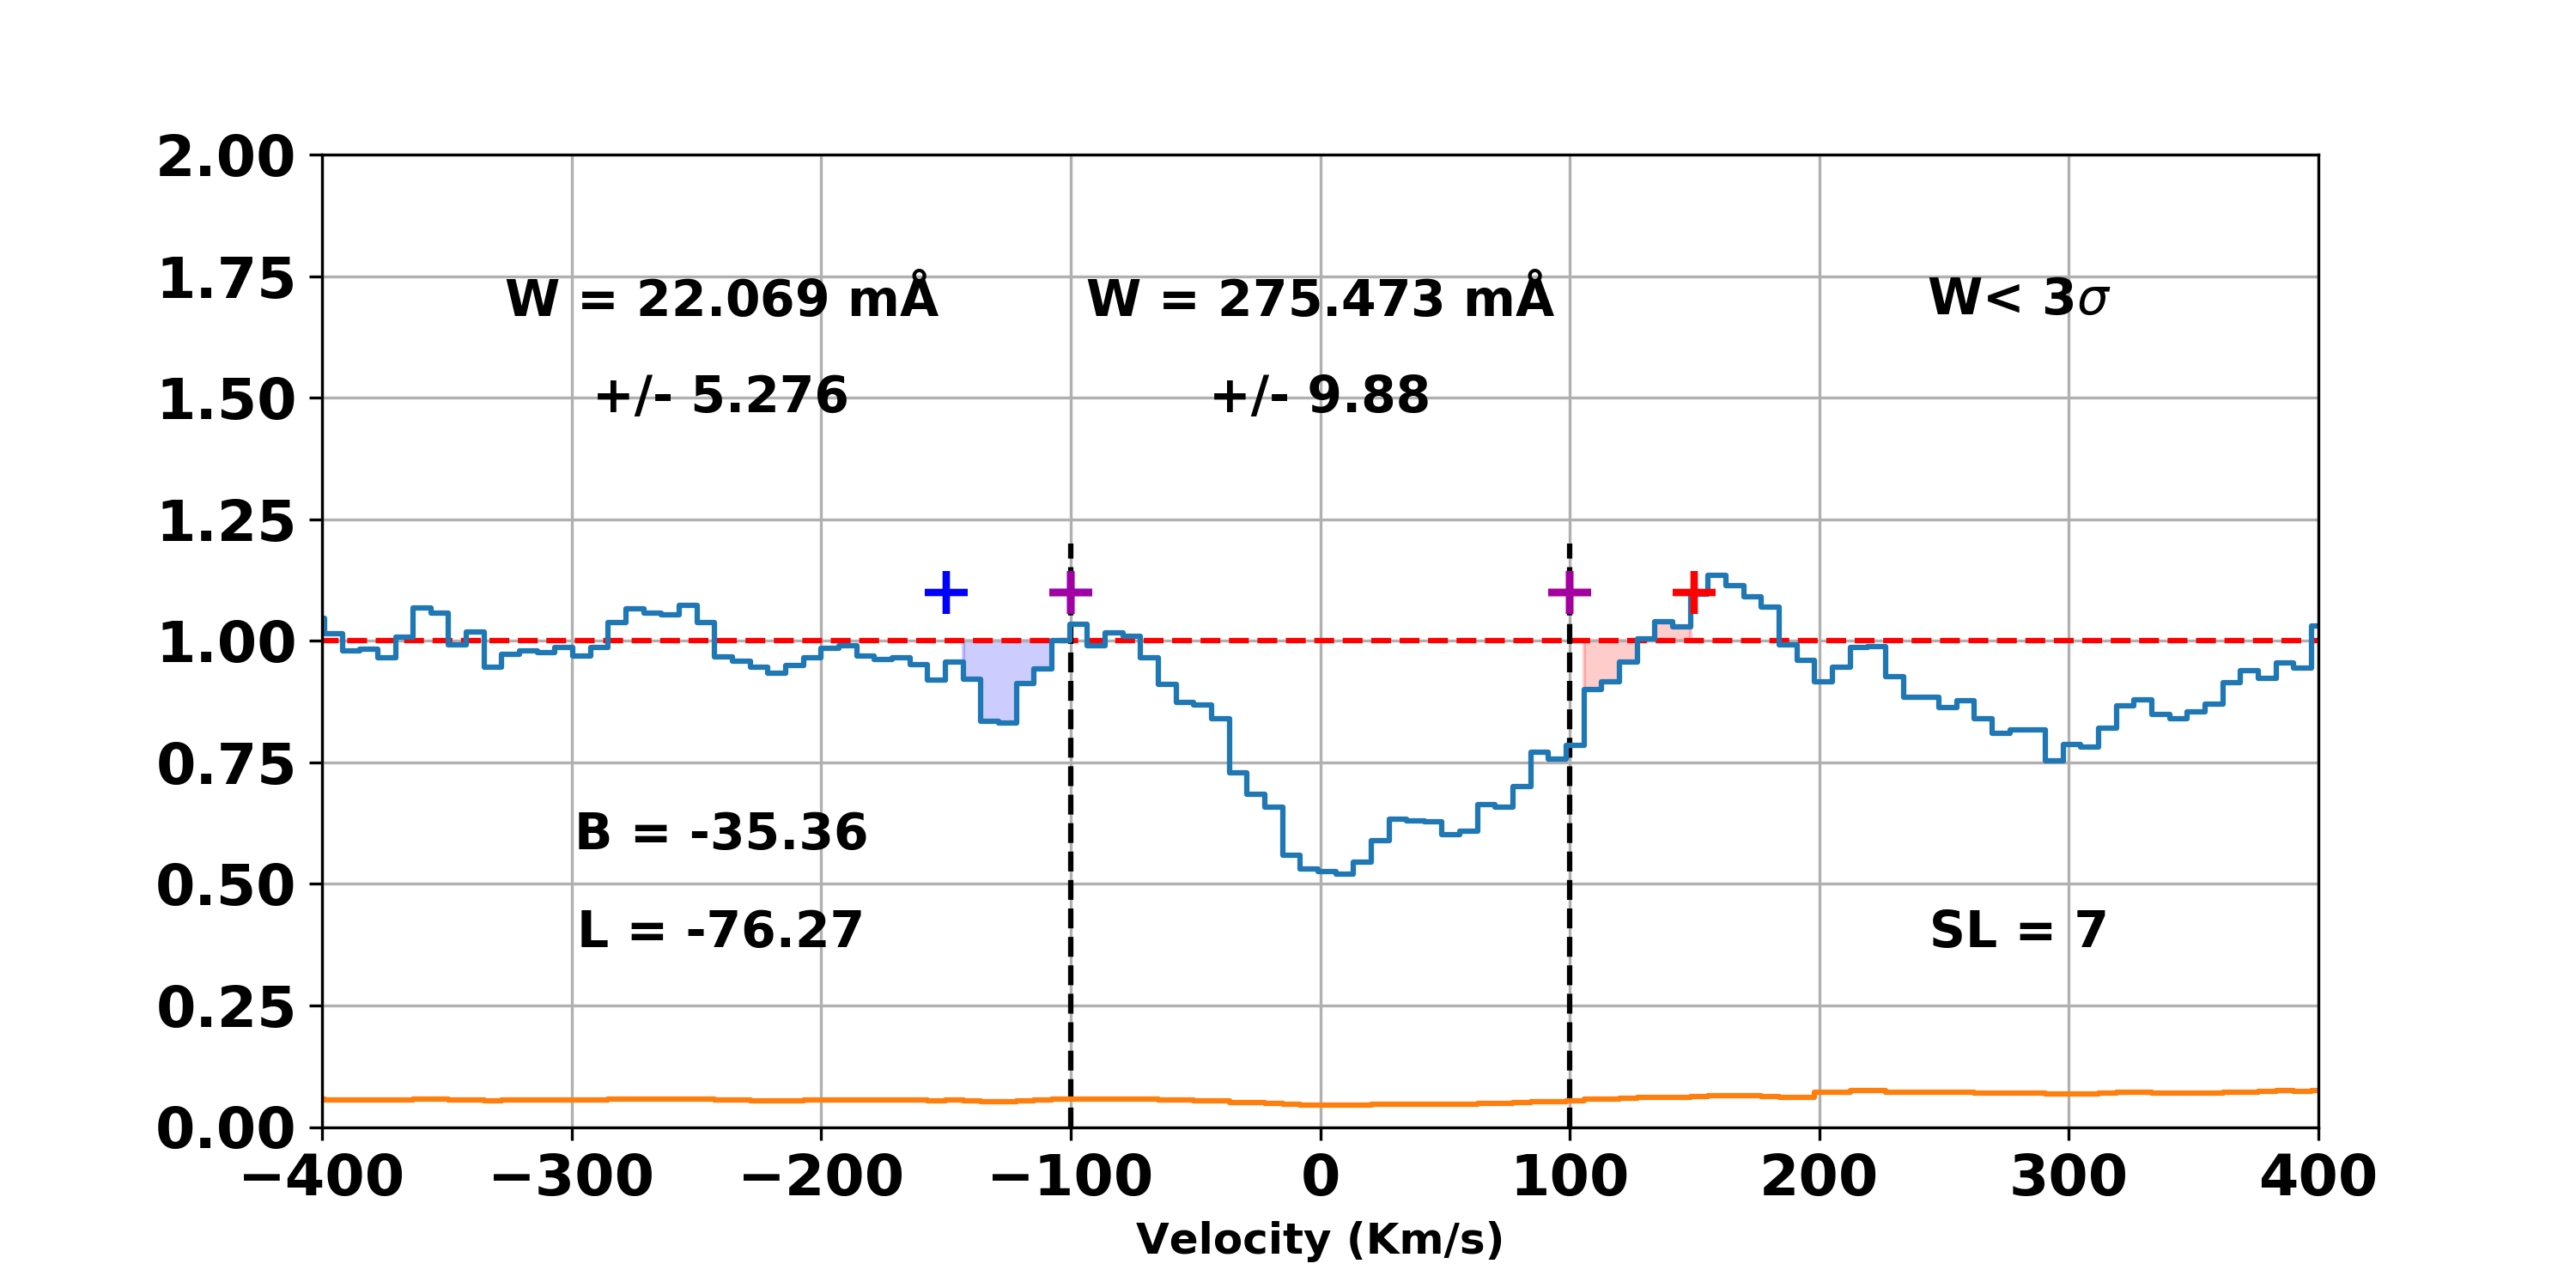 2.00
1.75
1.50
1.25
1.00
0.75
0.50
0.25
0.00
W = 22.069 mÅ
+/- 5.276
W = 275.473 mÅ
+/- 9.88
W< 3σ
B = -35.36
L = -76.27
SL = 7
−400 −300 −200 −100 0 100 200 300 400
Velocity (Km/s)